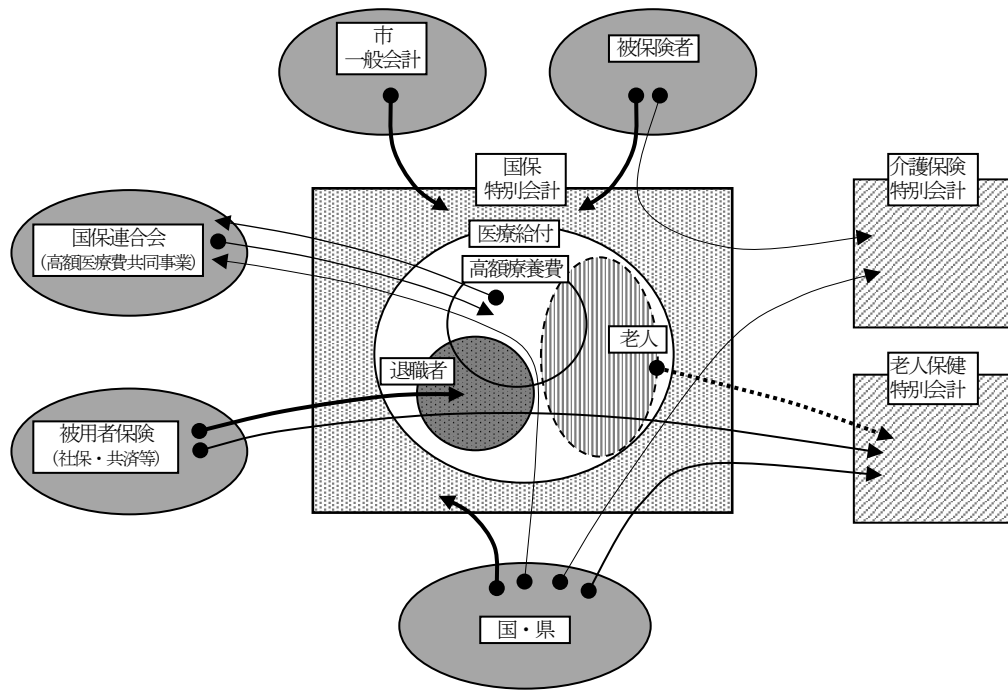 市
一般会計
被保険者
国保
特別会計
介護保険
特別会計
国保連合会
（高額医療費共同事業）
医療給付
高額療養費
老人
退職者
老人保健
特別会計
被用者保険
（社保・共済等）
国・県